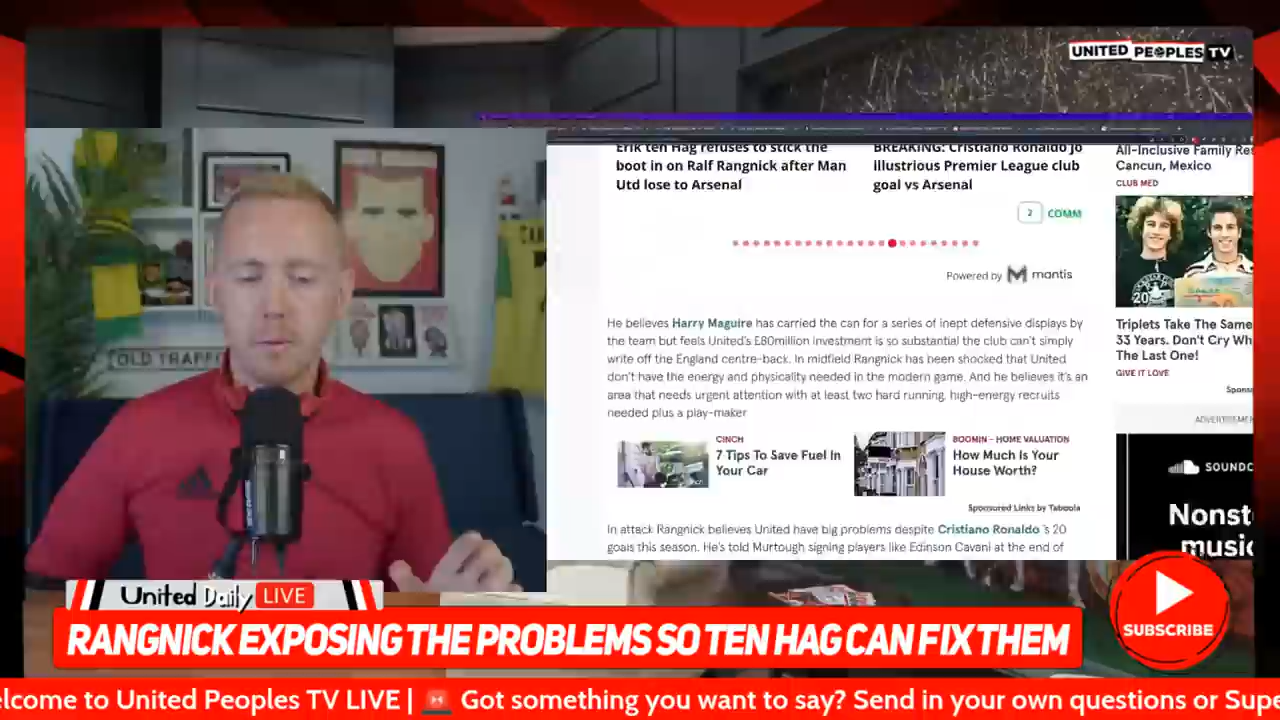 UNITED PEOPLES TV
Erik ten Hag refuses to stick the
boot in on Ralf Rangnick after Man
Utd lose to Arsenal
BREAKING: Cristiano Ronaldo jo
illustrious Premier League club
goal vs Arsenal
2 COMM
Powered by mantis
He believes Harry Maguire has carried the can for a series of inept defensive displays by
the team but feels United's £80million investment is so substantial the club can't simply
write off the England centre-back. In midfield Rangnick has been shocked that United
don't have the energy and physicality needed in the modern game. And he believes it's an
area that needs urgent attention with at least two hard running, high-energy recruits
needed plus a play-maker
CINCH
7 Tips To Save Fuel In
Your Car
BOOMIN - HOME VALUATION
How Much Is Your
House Worth?
Sponsored Links by Taboola
In attack Rangnick believes United have big problems despite Cristiano Ronaldo 's 20
goals this season. He's told Murtough signing players like Edinson Cavani at the end of
All-Inclusive Family Res
Cancun, Mexico
CLUB MED
Triplets Take The Same
33 Years. Don't Cry Wh
The Last One!
GIVE IT LOVE
Sponso
ADVERTISEMEN
SOUNDC
Nonst
music
OLD TRAFFO
United Daily LIVE
RANGNICK EXPOSING THE PROBLEMS SO TEN HAG CAN FIX THEM
SUBSCRIBE
elcome to United Peoples TV LIVE | Got something you want to say? Send in your own questions or Supe